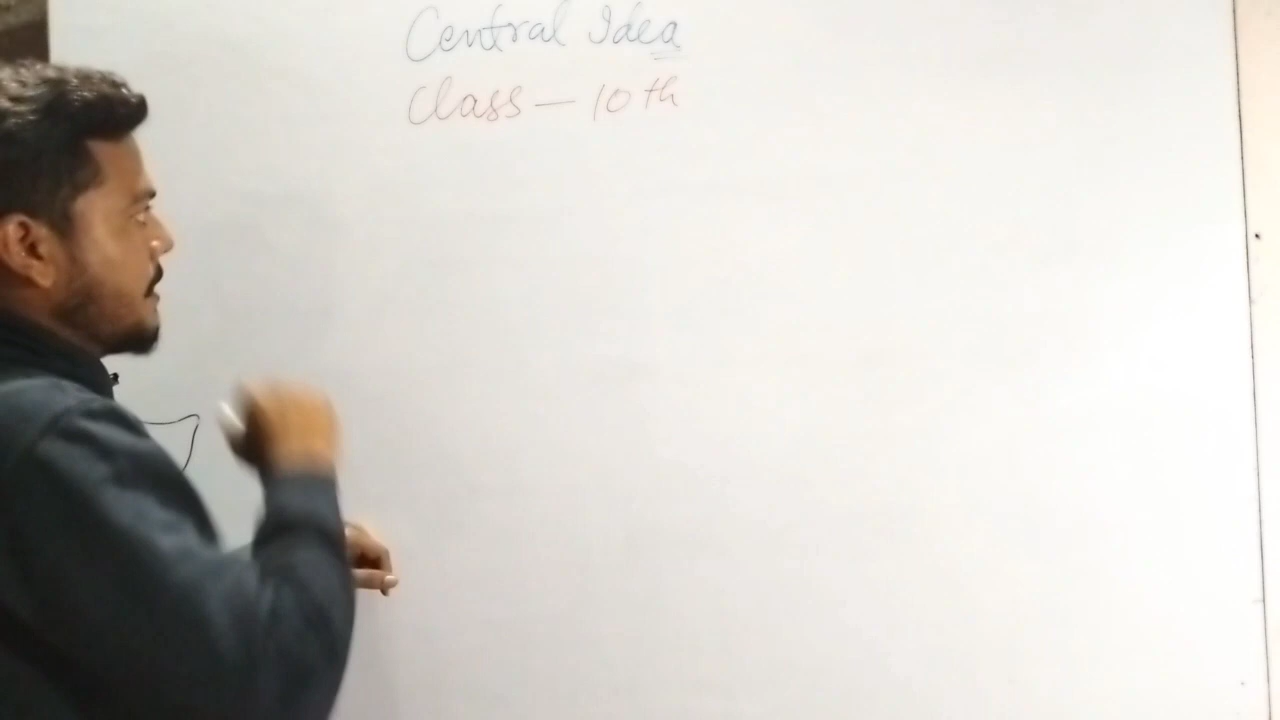 Central Idea
Class — 10th